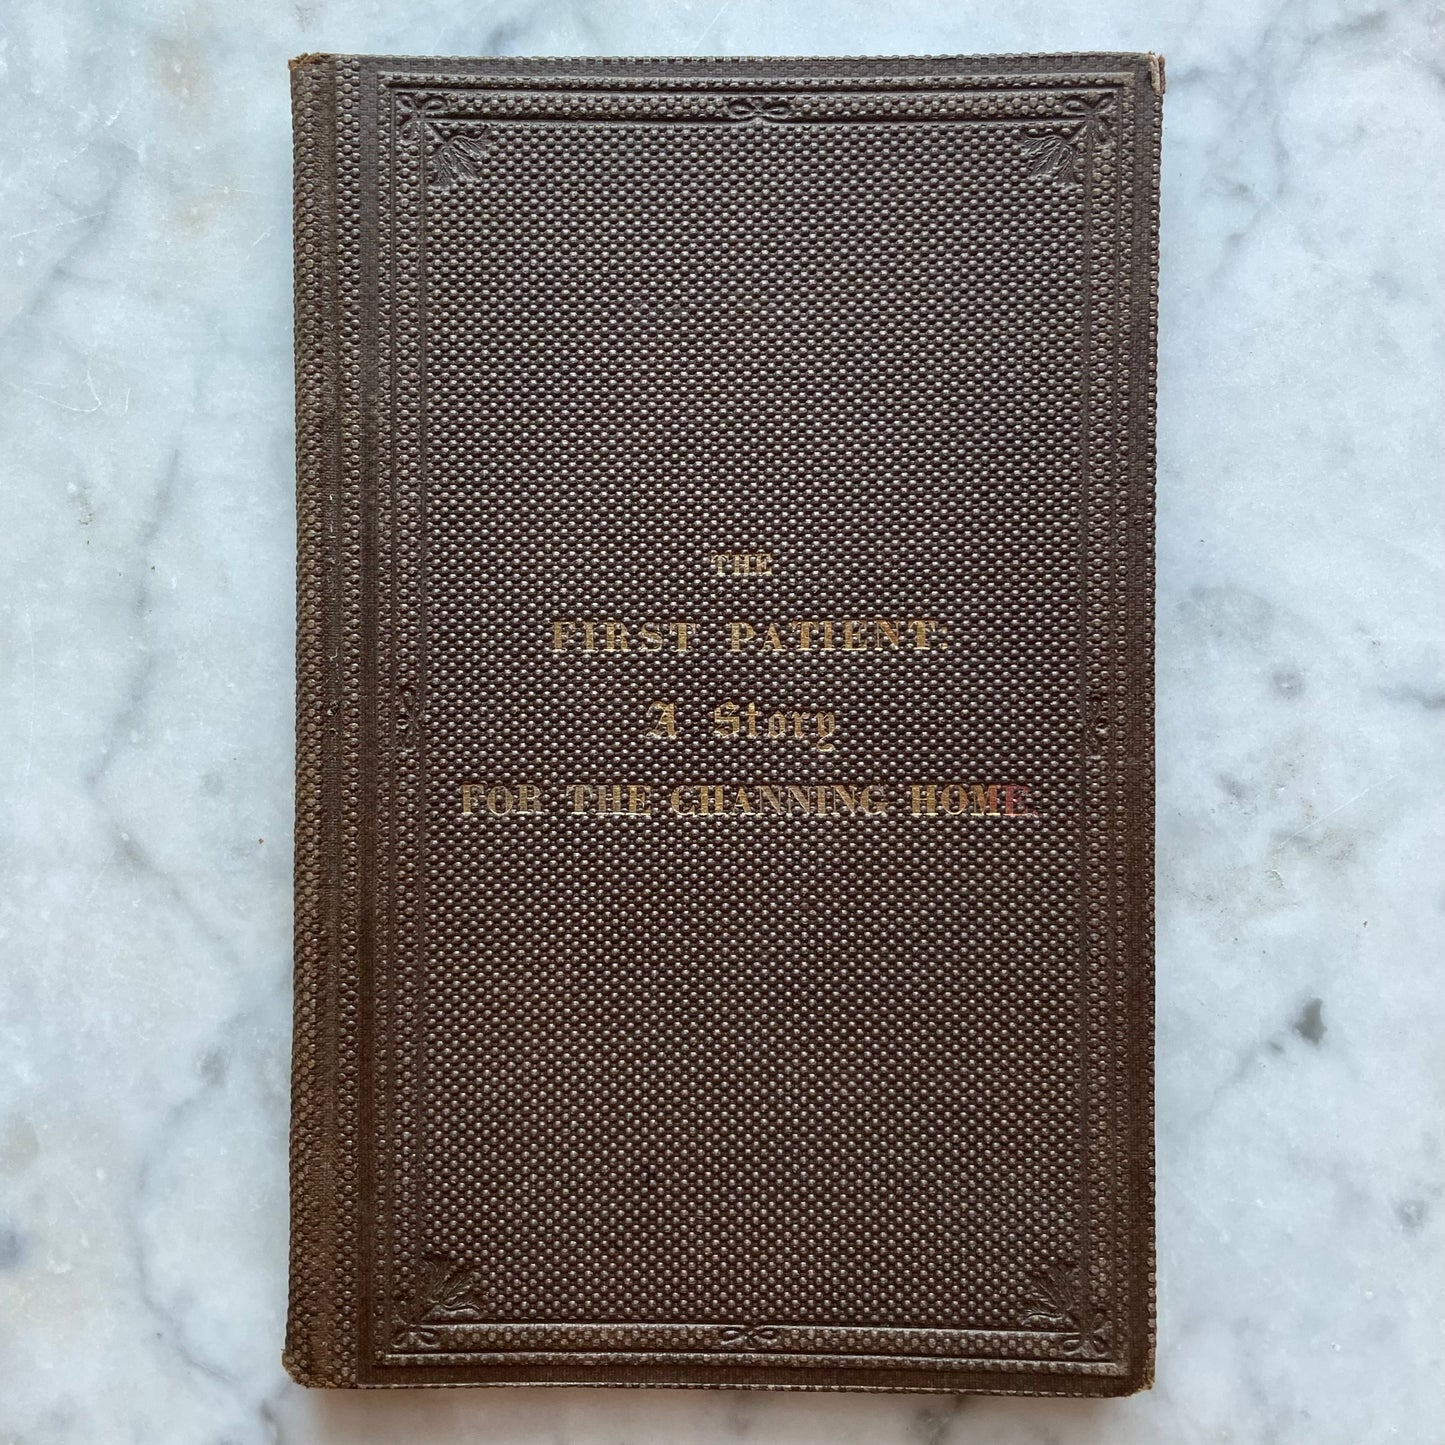 THE
FIRST PATIENT:
A Story
FOR THE CHANNING HOME.